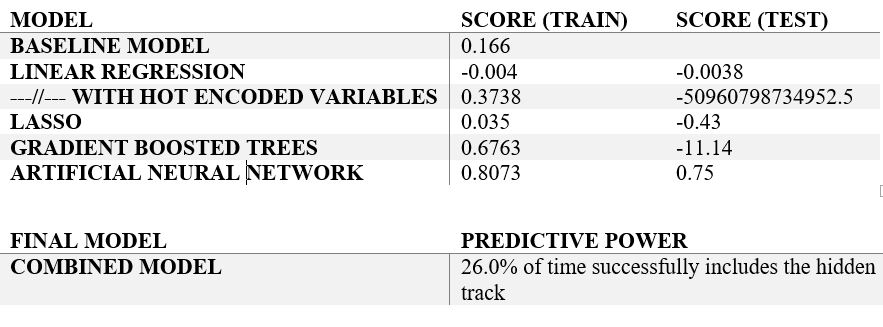 MODEL SCORE (TRAIN) SCORE (TEST)
BASELINE MODEL 0.166
LINEAR REGRESSION -0.004 -0.0038
---//--- WITH HOT ENCODED VARIABLES 0.3738 -50960798734952.5
LASSO 0.035 -0.43
GRADIENT BOOSTED TREES 0.6763 -11.14
ARTIFICIAL NEURAL NETWORK 0.8073 0.75
FINAL MODEL PREDICTIVE POWER
COMBINED MODEL 26.0% of time successfully includes the hidden
track